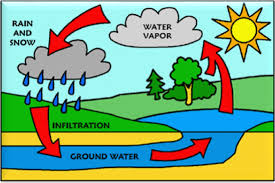 RAIN
AND
SNOW
WATER
VAPOR
INFILTRATION
GROUND WATER